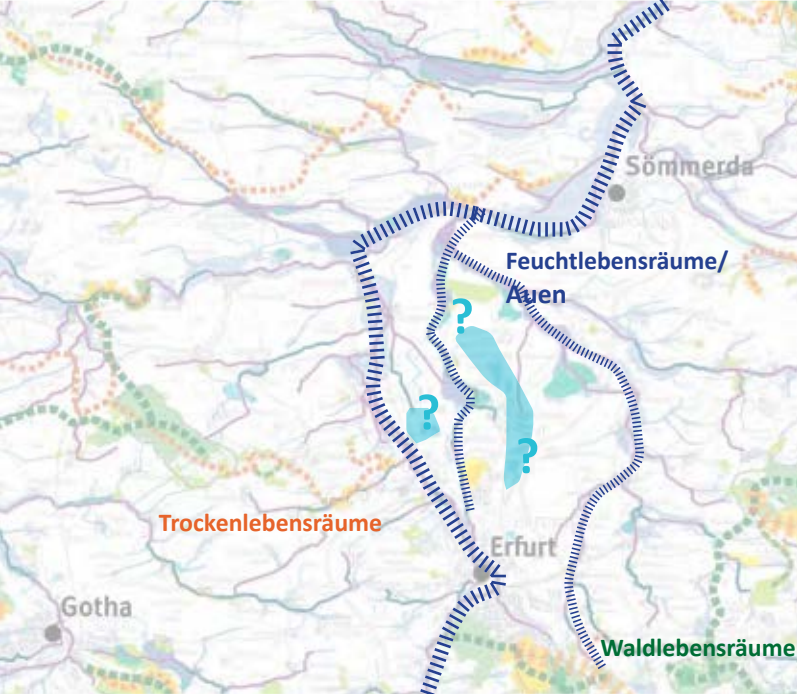 Sömmerda
Feuchtlebensräume/
Auen
?
?
?
Trockenlebensräume
Erfurt
Gotha
Waldlebensräume